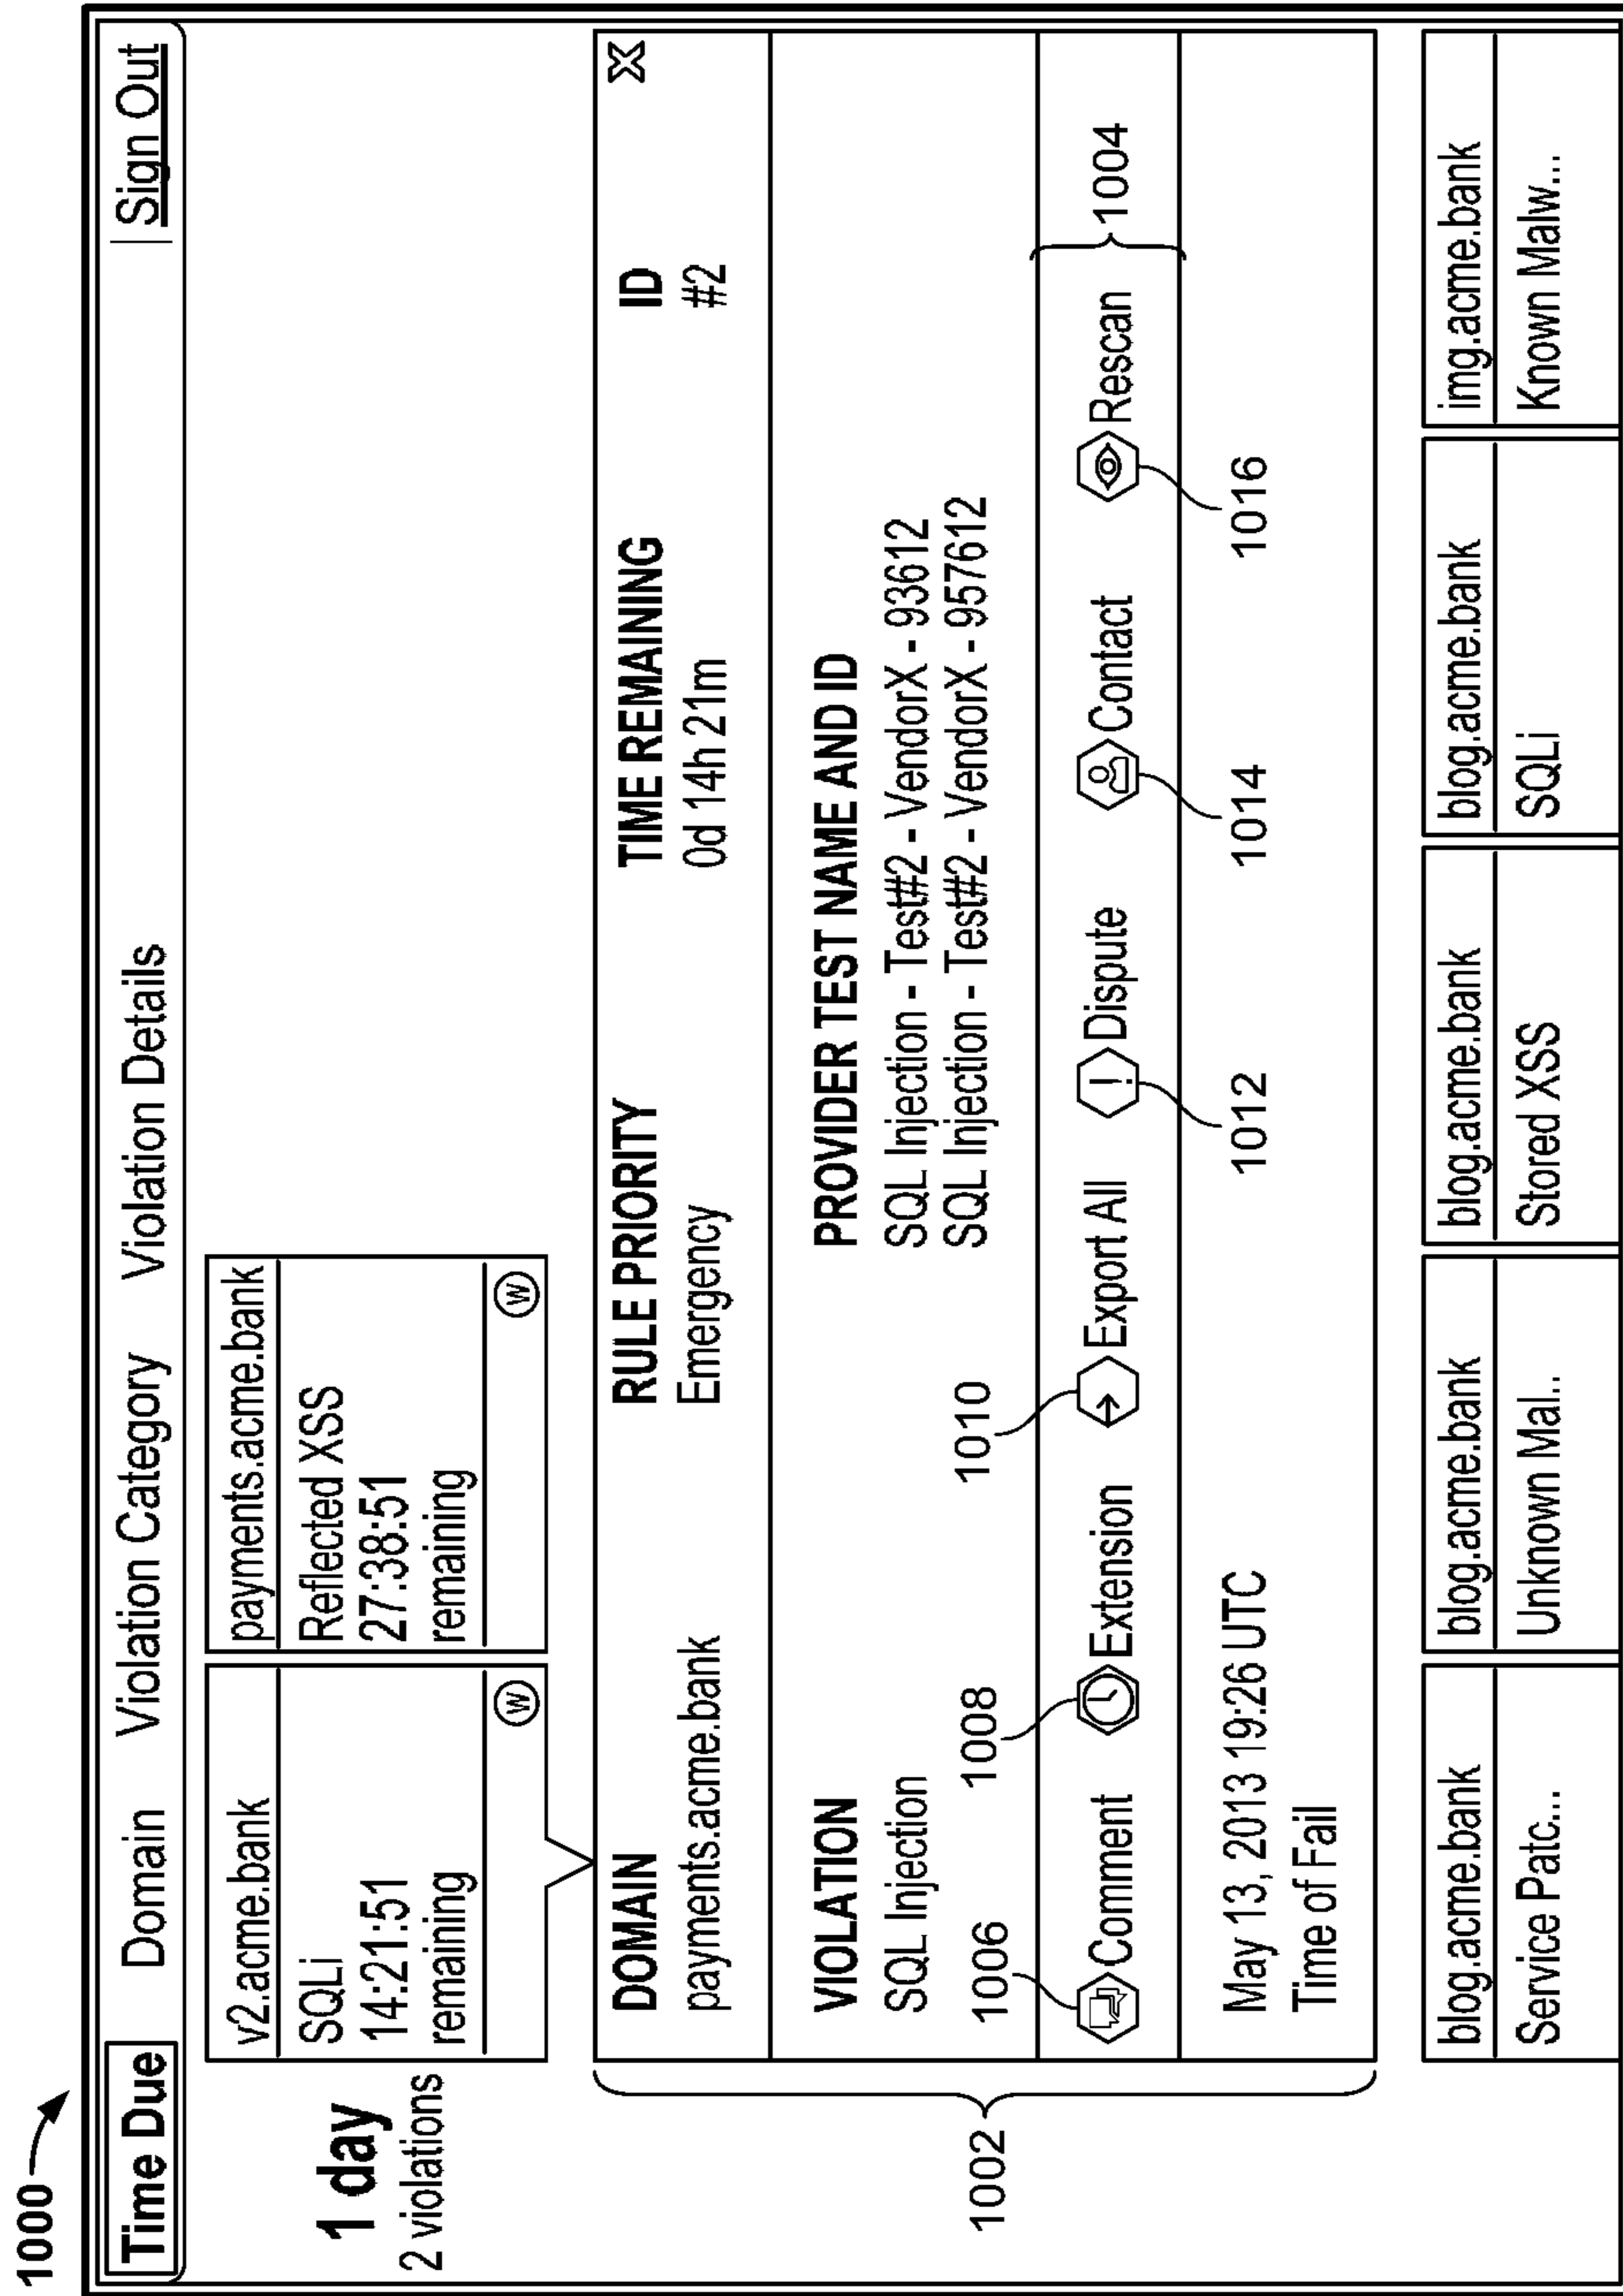 1000
Time Due Domain Violation Category Violation Details Sign Out
1 day
2 violations
v2.acme.bank
SQLi
14:21:51
remaining
W
payments.acme.bank
Reflected XSS
27:38:51
remaining
W
1002
DOMAIN RULE PRIORITY TIME REMAINING ID X
payments.acme.bank Emergency 0d 14h 21m #2
VIOLATION PROVIDER TEST NAME AND ID
SQL Injection SQL Injection - Test#2 - VendorX - 93612
SQL Injection - Test#2 - VendorX - 957612
1006 1008 1010
Comment Extension Export All ! Dispute Contact Rescan 1004
1012 1014 1016
May 13, 2013 19:26 UTC
Time of Fail
blog.acme.bank blog.acme.bank blog.acme.bank blog.acme.bank img.acme.bank
Service Patc... Unknown Mal.. Stored XSS SQLi Known Malw...